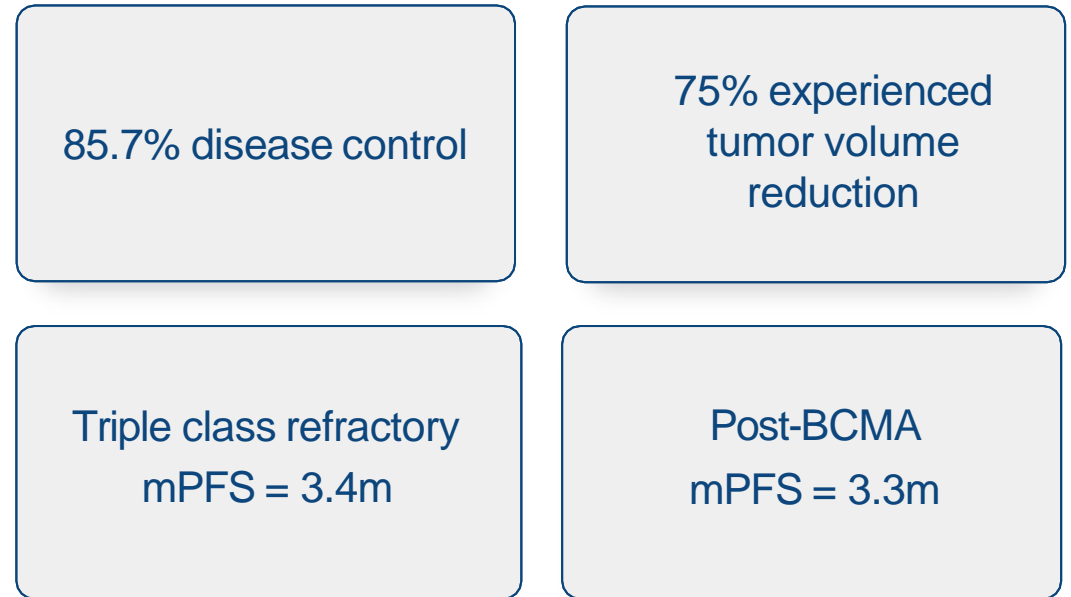 85.7% disease control
75% experienced
tumor volume
reduction
Triple class refractory
mPFS = 3.4m
Post-BCMA
mPFS = 3.3m